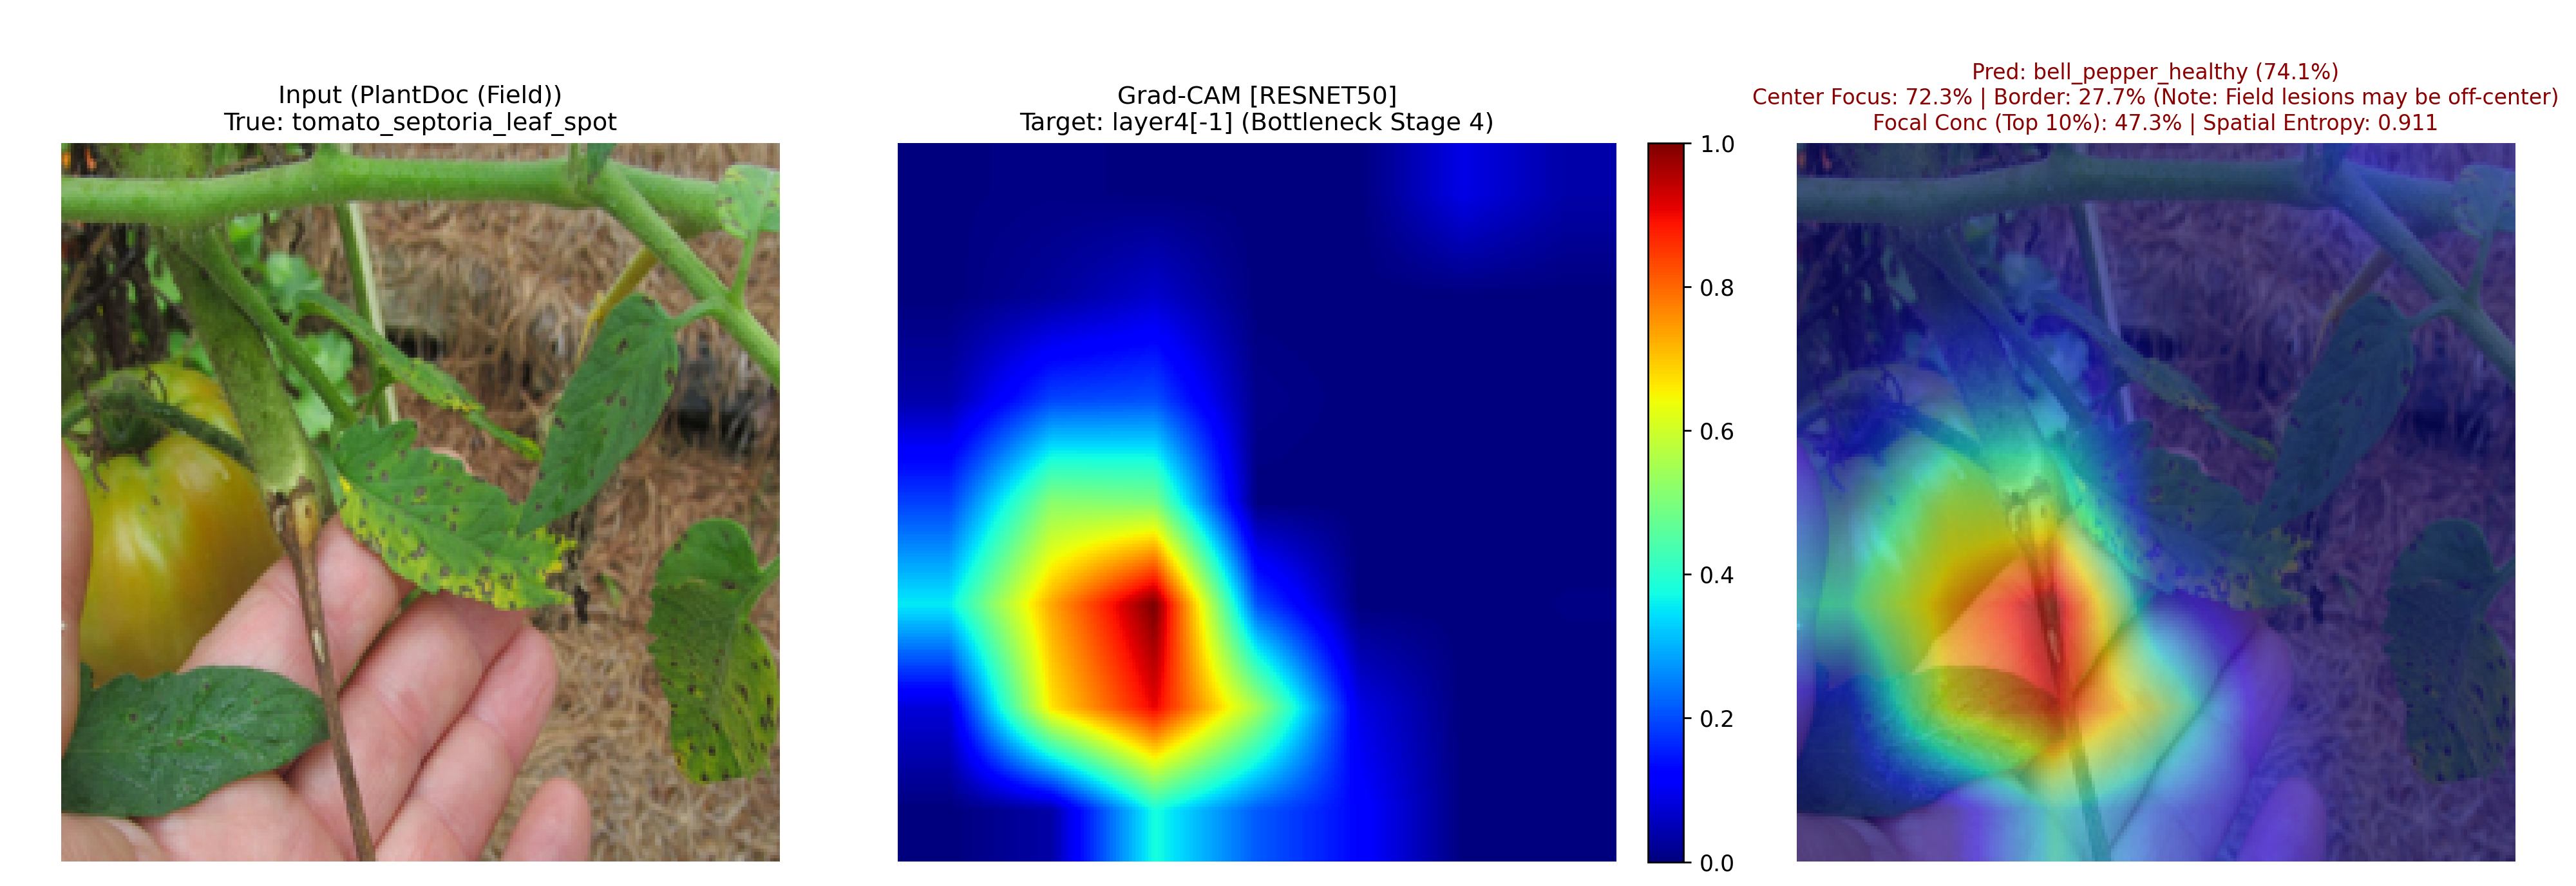 Input (PlantDoc (Field))
True: tomato_septoria_leaf_spot
Grad-CAM [RESNET50]
Target: layer4[-1] (Bottleneck Stage 4)
1.0
0.8
0.6
0.4
0.2
0.0
Pred: bell_pepper_healthy (74.1%)
Center Focus: 72.3% | Border: 27.7% (Note: Field lesions may be off-center)
Focal Conc (Top 10%): 47.3% | Spatial Entropy: 0.911